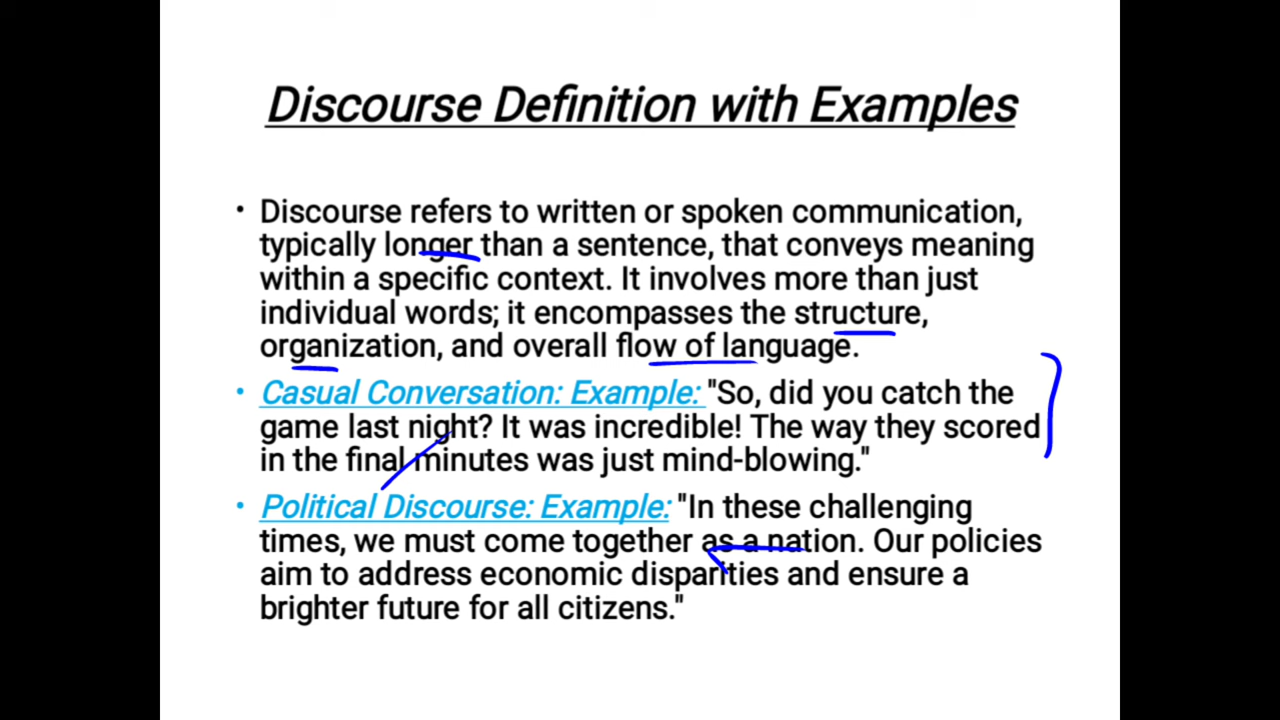 Discourse Definition with Examples
• Discourse refers to written or spoken communication,
typically longer than a sentence, that conveys meaning
within a specific context. It involves more than just
individual words; it encompasses the structure,
organization, and overall flow of language.
• Casual Conversation: Example: "So, did you catch the
game last night? It was incredible! The way they scored
in the final minutes was just mind-blowing."
• Political Discourse: Example: "In these challenging
times, we must come together as a nation. Our policies
aim to address economic disparities and ensure a
brighter future for all citizens."